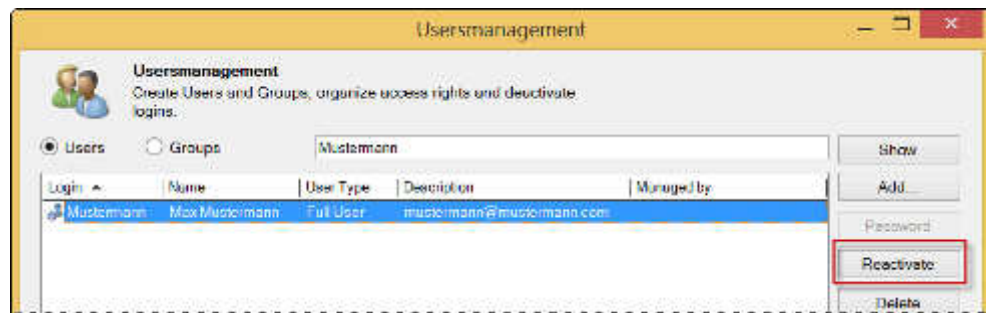 Usersmanagement
Usersmanagement
Create Users and Groups, organize access rights and deactivate
logins.
Users Groups Mustermann Show
Login Name User Type Description Managed by Add...
Mustermann Max Mustermann Full User mustermann@mustermann.com
Password
Reactivate
Delete